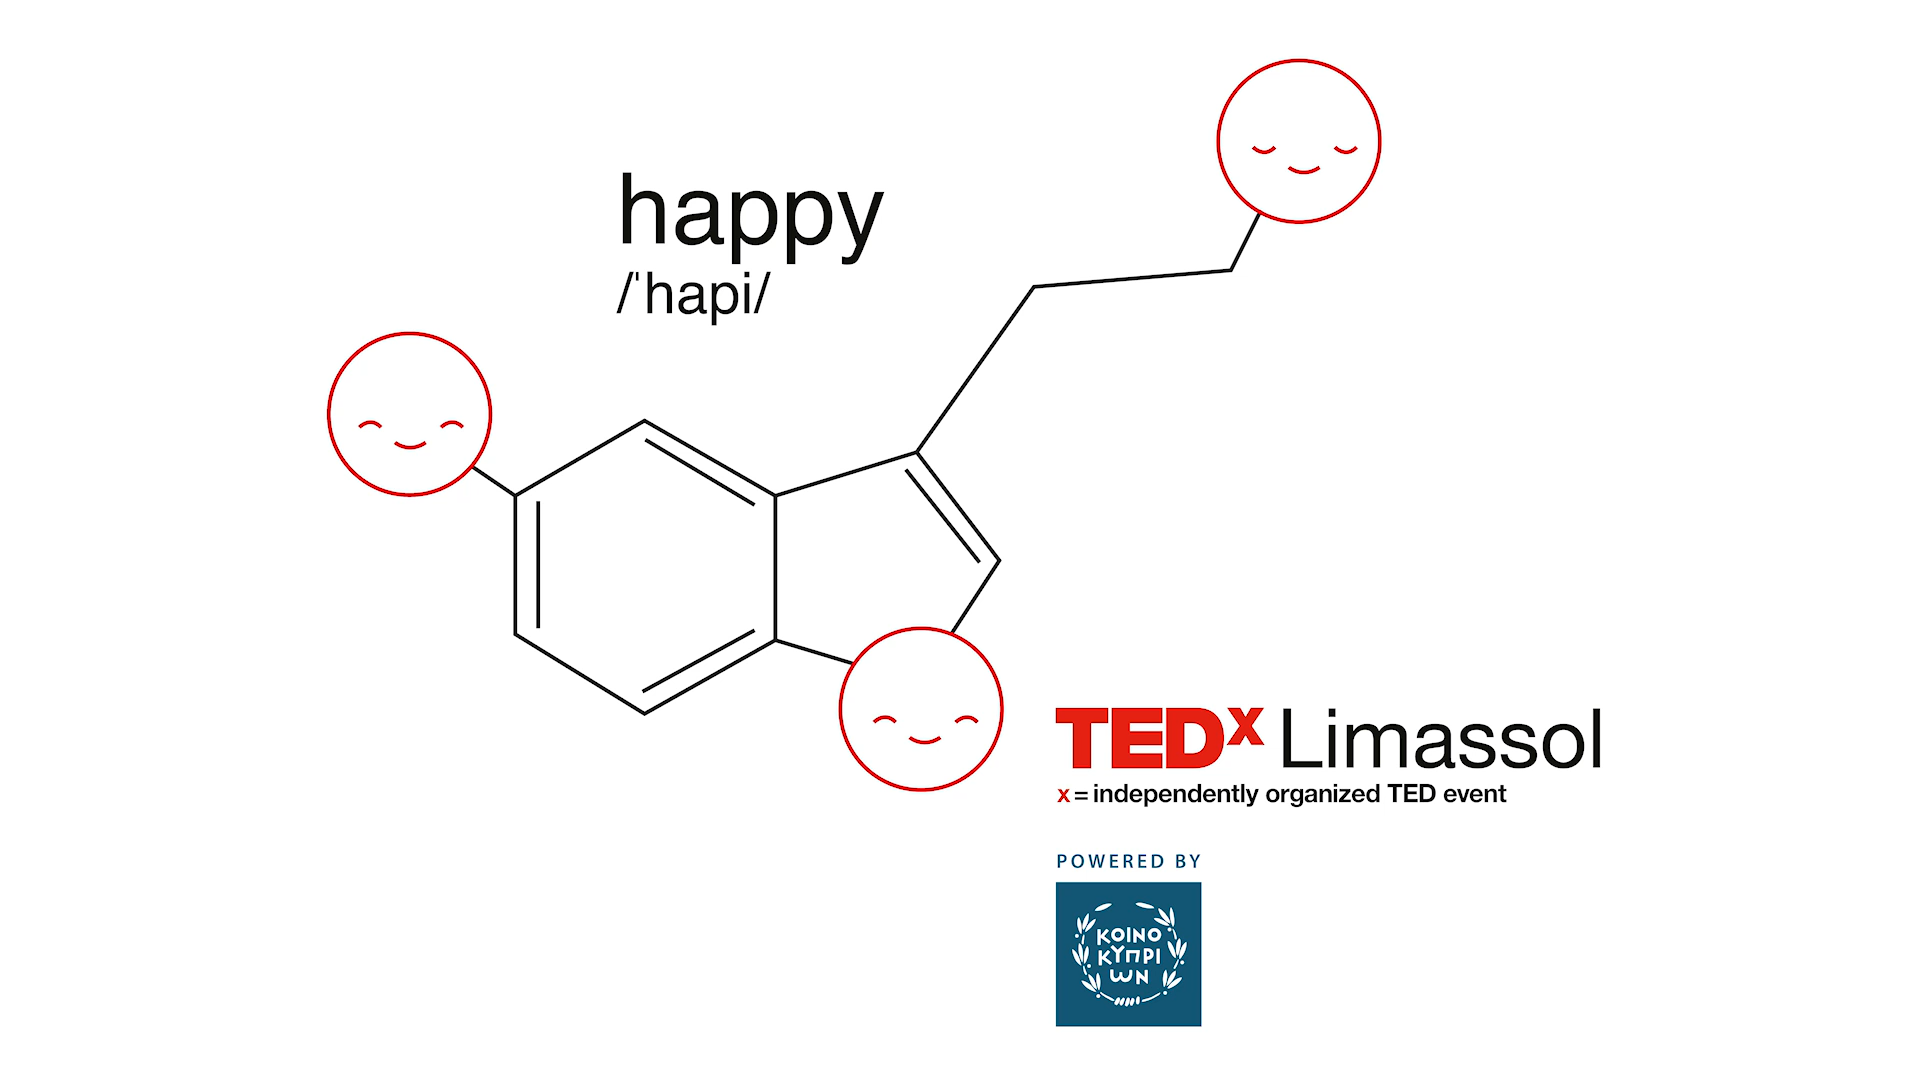 happy
/ˈhapi/
TEDx Limassol
x = independently organized TED event
POWERED BY
ΚΟΙΝΟ
ΚΥΠΡΙ
ωΝ